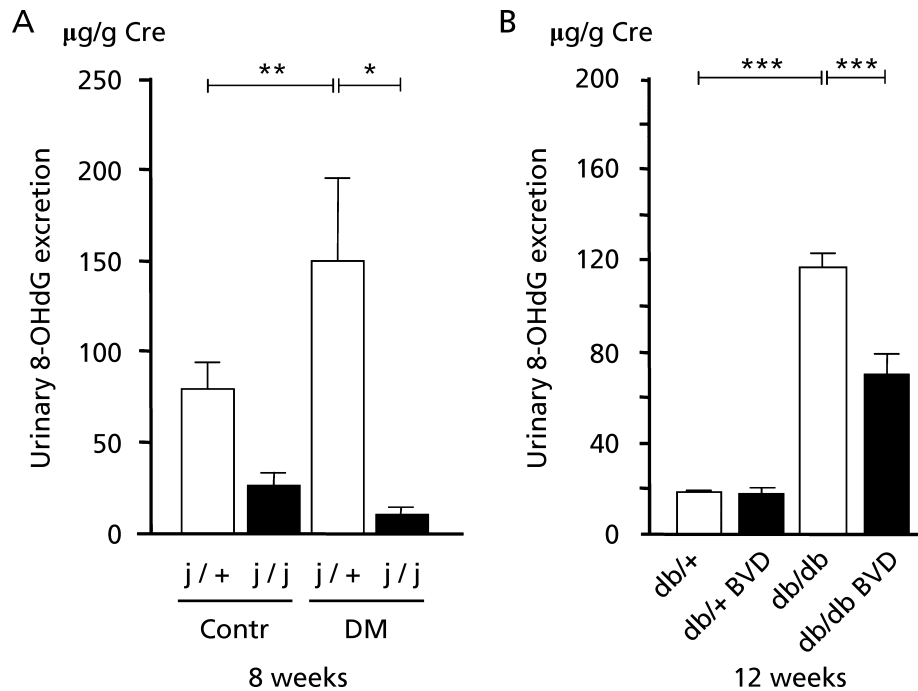 A
μg/g Cre
Urinary 8-OHdG excretion
250
200
150
100
50
0
**
*
j / +
j / j
j / +
j / j
Contr
DM
8 weeks
B
μg/g Cre
Urinary 8-OHdG excretion
200
160
120
80
40
0
***
***
db/+
db/+ BVD
db/db
db/db BVD
12 weeks